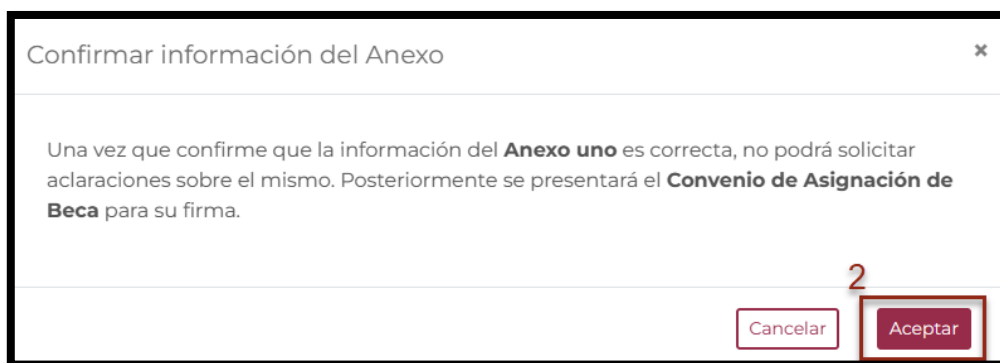 Confirmar información del Anexo ×
Una vez que confirme que la información del Anexo uno es correcta, no podrá solicitar
aclaraciones sobre el mismo. Posteriormente se presentará el Convenio de Asignación de
Beca para su firma.
2
Cancelar Aceptar